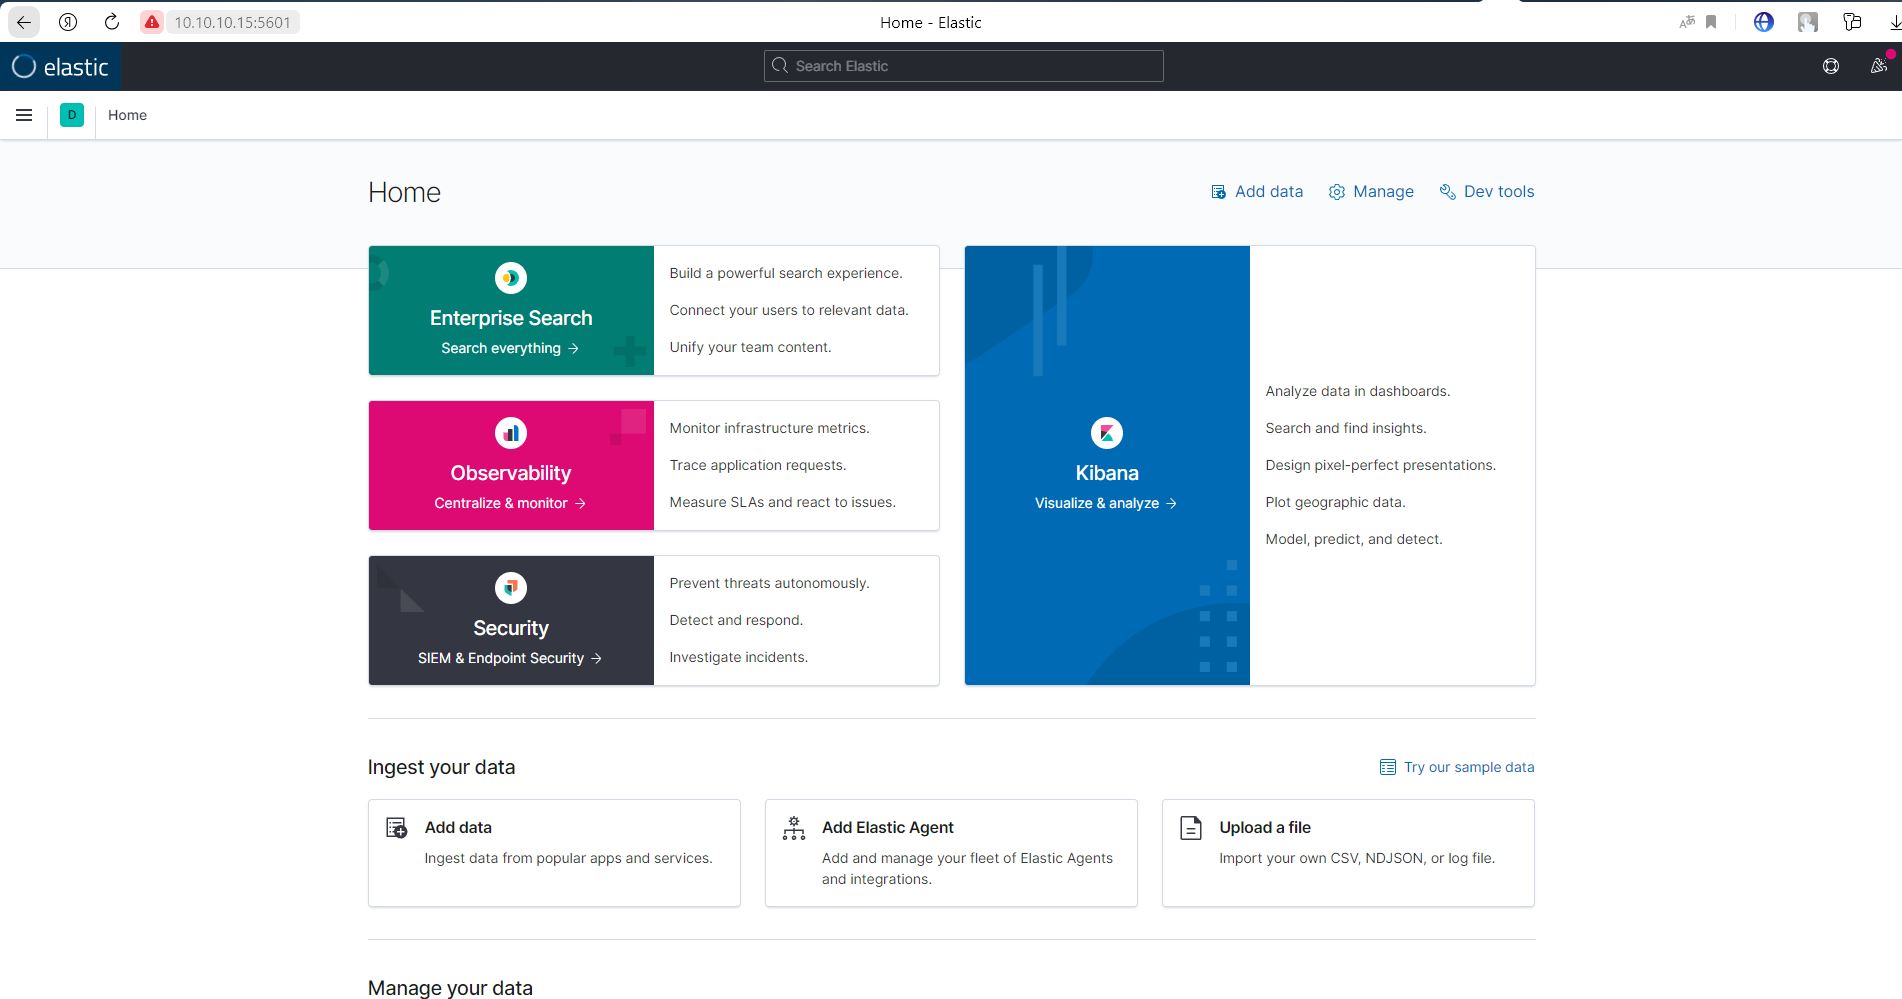 Я
10.10.10.15:5601
Home - Elastic
elastic
Search Elastic
D
Home
Home
Add data
Manage
Dev tools
Enterprise Search
Search everything →
Build a powerful search experience.
Connect your users to relevant data.
Unify your team content.
Observability
Centralize & monitor →
Monitor infrastructure metrics.
Trace application requests.
Measure SLAs and react to issues.
Security
SIEM & Endpoint Security →
Prevent threats autonomously.
Detect and respond.
Investigate incidents.
Kibana
Visualize & analyze →
Analyze data in dashboards.
Search and find insights.
Design pixel-perfect presentations.
Plot geographic data.
Model, predict, and detect.
Ingest your data
Try our sample data
Add data
Ingest data from popular apps and services.
Add Elastic Agent
Add and manage your fleet of Elastic Agents
and integrations.
Upload a file
Import your own CSV, NDJSON, or log file.
Manage your data